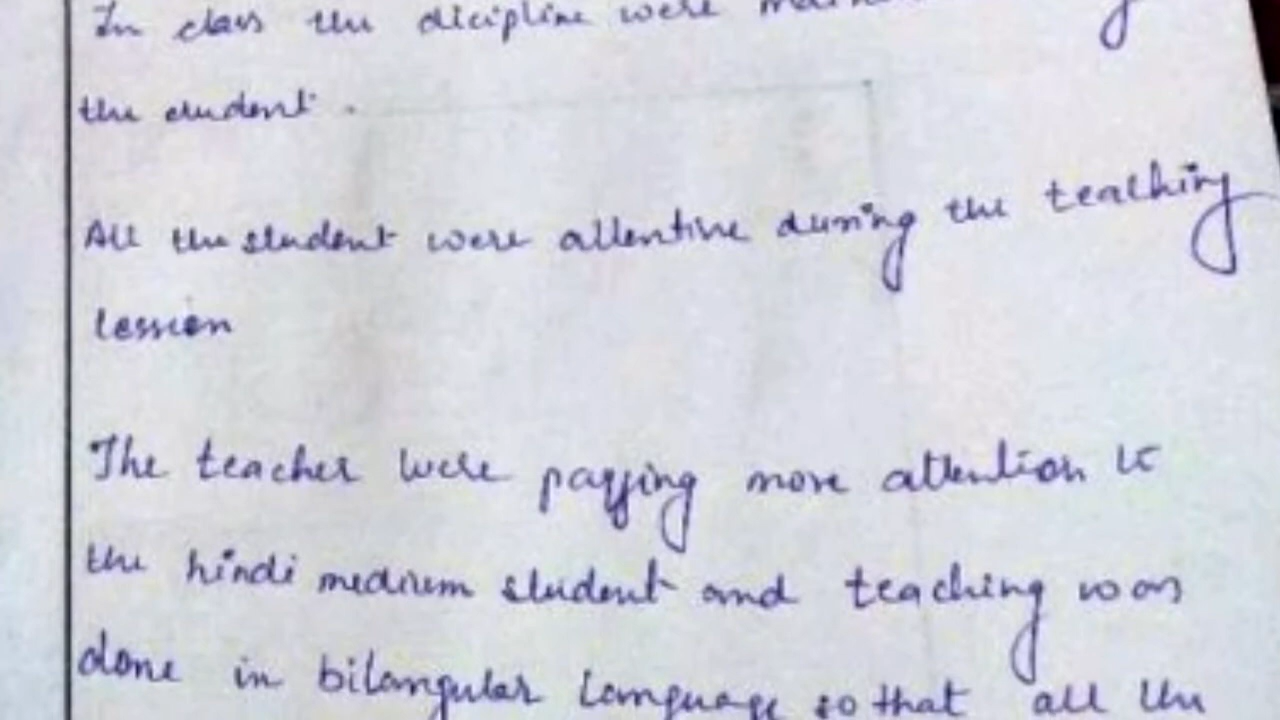 In class the dicipline were
the student .
All the student were attentive during the teaching
lession
The teacher were paying more attention to
the hindi medium student and teaching was
done in bilangular language so that all the